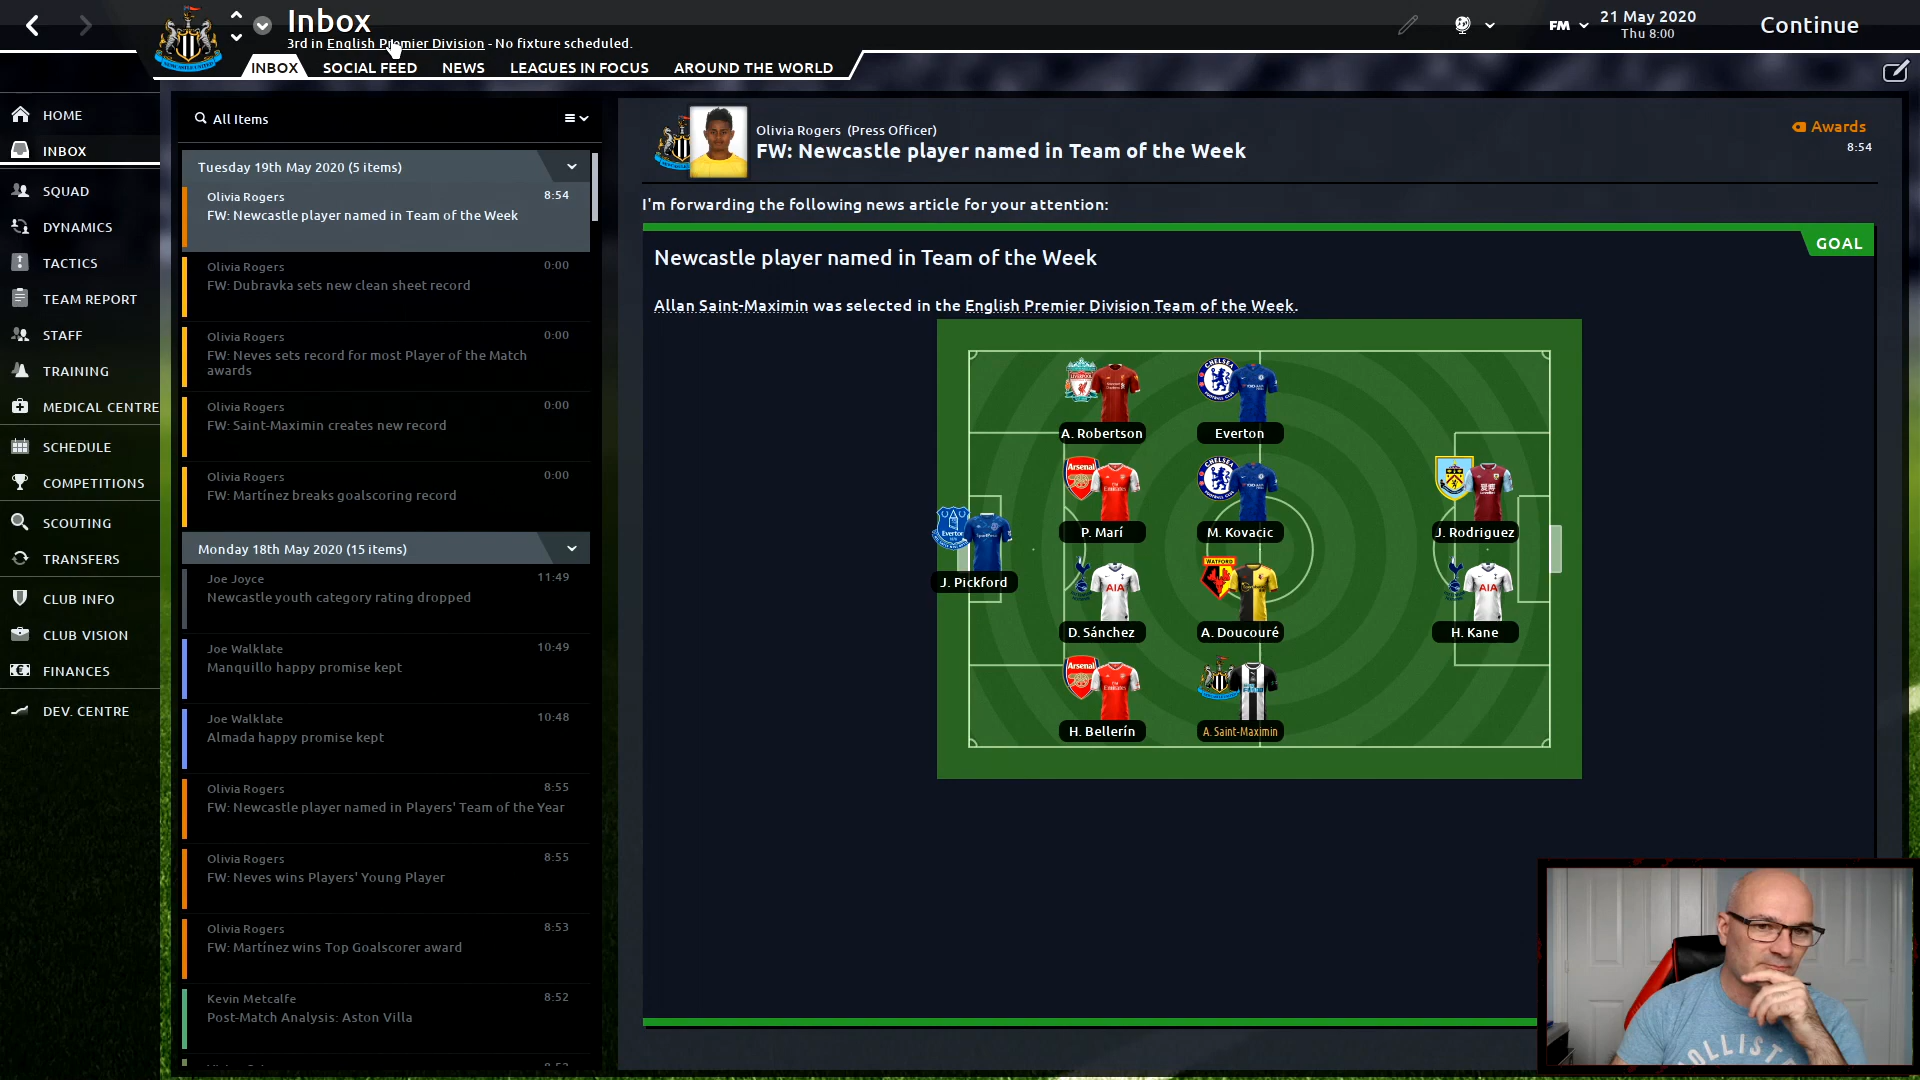 Inbox
3rd in English Premier Division - No fixture scheduled.
FM
21 May 2020
Thu 8:00
Continue
INBOX
SOCIAL FEED
NEWS
LEAGUES IN FOCUS
AROUND THE WORLD
HOME
INBOX
SQUAD
DYNAMICS
TACTICS
TEAM REPORT
STAFF
TRAINING
MEDICAL CENTRE
SCHEDULE
COMPETITIONS
SCOUTING
TRANSFERS
CLUB INFO
CLUB VISION
FINANCES
DEV. CENTRE
All Items
Tuesday 19th May 2020 (5 items)
Olivia Rogers 8:54
FW: Newcastle player named in Team of the Week
Olivia Rogers 0:00
FW: Dubravka sets new clean sheet record
Olivia Rogers 0:00
FW: Neves sets record for most Player of the Match
awards
Olivia Rogers 0:00
FW: Saint-Maximin creates new record
Olivia Rogers 0:00
FW: Martínez breaks goalscoring record
Monday 18th May 2020 (15 items)
Joe Joyce 11:49
Newcastle youth category rating dropped
Joe Walklate 10:49
Manquillo happy promise kept
Joe Walklate 10:48
Almada happy promise kept
Olivia Rogers 8:55
FW: Newcastle player named in Players' Team of the Year
Olivia Rogers 8:55
FW: Neves wins Players' Young Player
Olivia Rogers 8:53
FW: Martínez wins Top Goalscorer award
Kevin Metcalfe 8:52
Post-Match Analysis: Aston Villa
Olivia Rogers (Press Officer)
FW: Newcastle player named in Team of the Week
Awards
8:54
I'm forwarding the following news article for your attention:
GOAL
Newcastle player named in Team of the Week
Allan Saint-Maximin was selected in the English Premier Division Team of the Week.
A. Robertson
Everton
Arsenal
P. Marí
M. Kovacic
J. Rodriguez
Everton
J. Pickford
AIA
D. Sánchez
WATFORD
A. Doucouré
AIA
H. Kane
Arsenal
H. Bellerín
A. Saint-Maximin